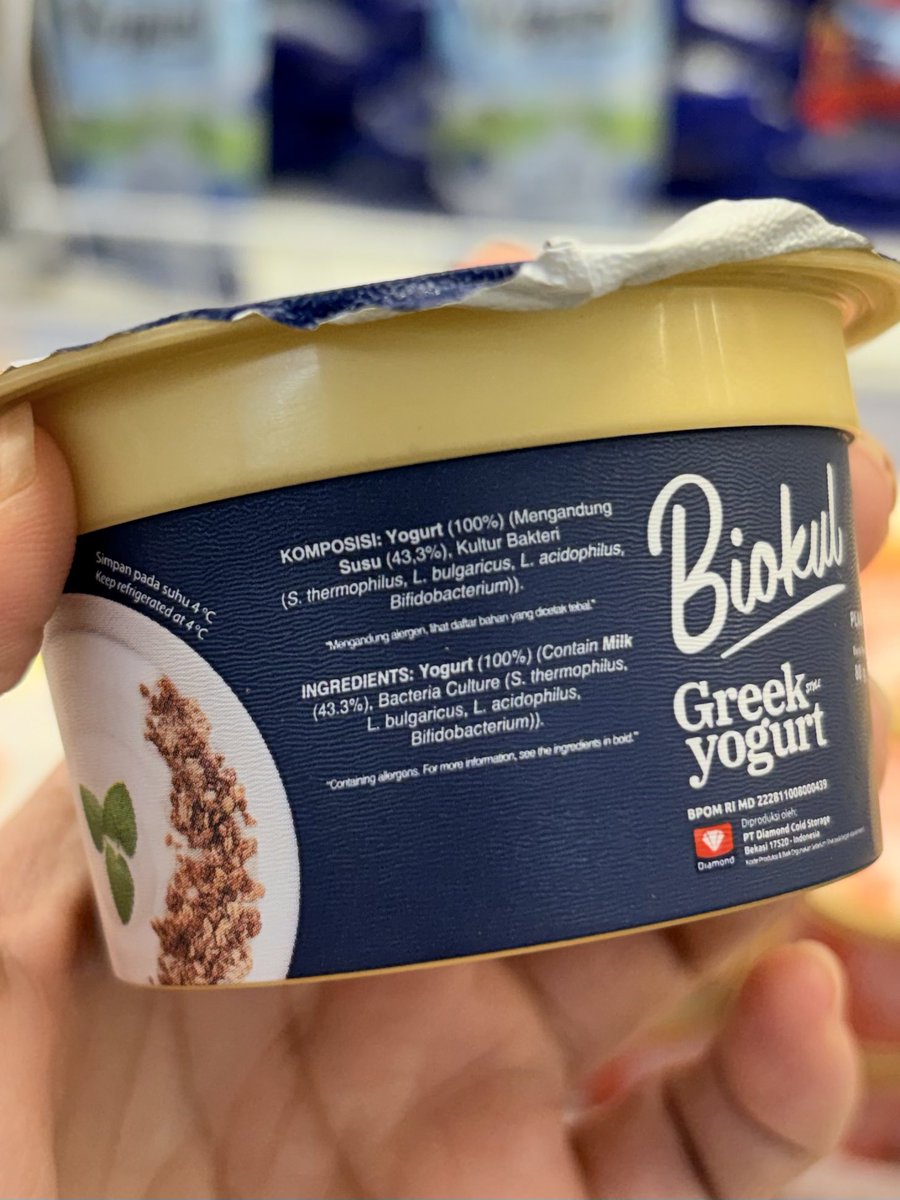 Simpan pada suhu 4 °C
Keep refrigerated at 4°C
KOMPOSISI: Yogurt (100%) (Mengandung
Susu (43,3%), Kultur Bakteri
(S. thermophilus, L. bulgaricus, L. acidophilus,
Bifidobacterium)).
"Mengandung alergen, lihat daftar bahan yang dicetak tebal."
INGREDIENTS: Yogurt (100%) (Contain Milk
(43.3%), Bacteria Culture (S. thermophilus,
L. bulgaricus, L. acidophilus,
Bifidobacterium)).
"Containing allergens. For more information, see the ingredients in bold."
Biokul
Greek STYLE
yogurt
BPOM RI MD 222811008000439
Diproduksi oleh:
PT Diamond Cold Storage
Bekasi 17520 - Indonesia
Diamond